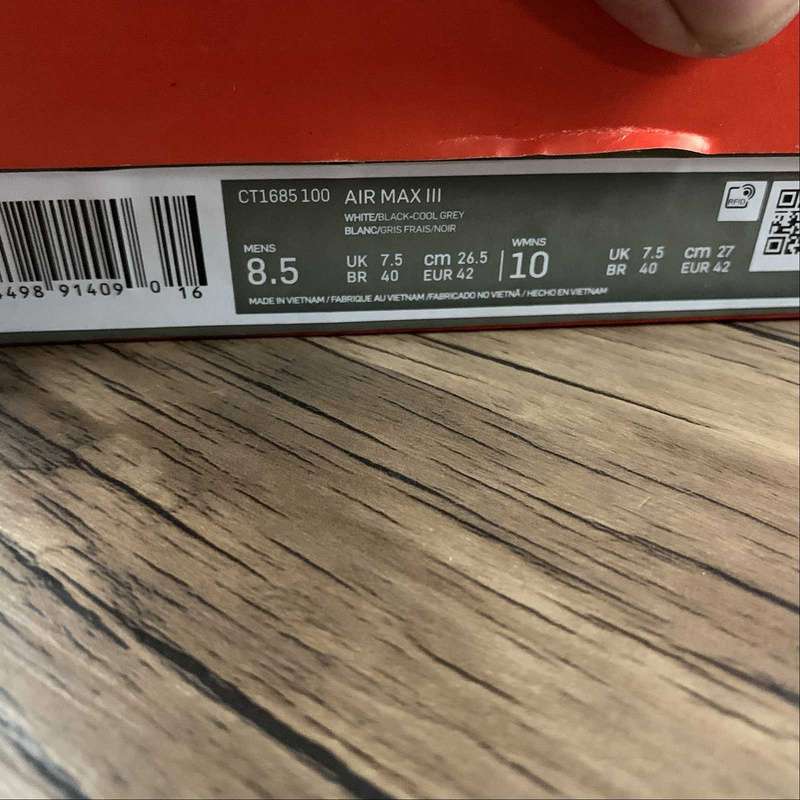 CT1685 100 AIR MAX III
WHITE/BLACK-COOL GREY
BLANC/GRIS FRAIS/NOIR
MENS
8.5
UK 7.5 cm 26.5
BR 40 EUR 42
WMNS
10
UK 7.5 cm 27
BR 40 EUR 42
MADE IN VIETNAM / FABRIQUE AU VIETNAM / FABRICADO NO VIETNÃ / HECHO EN VIETNAM
RFID
4498 91409 0 16